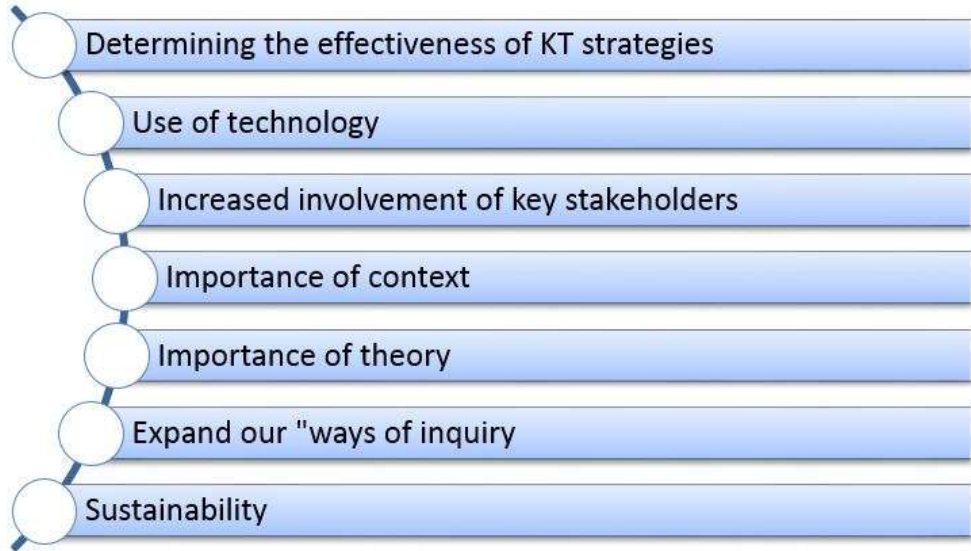 Determining the effectiveness of KT strategies
Use of technology
Increased involvement of key stakeholders
Importance of context
Importance of theory
Expand our "ways of inquiry
Sustainability